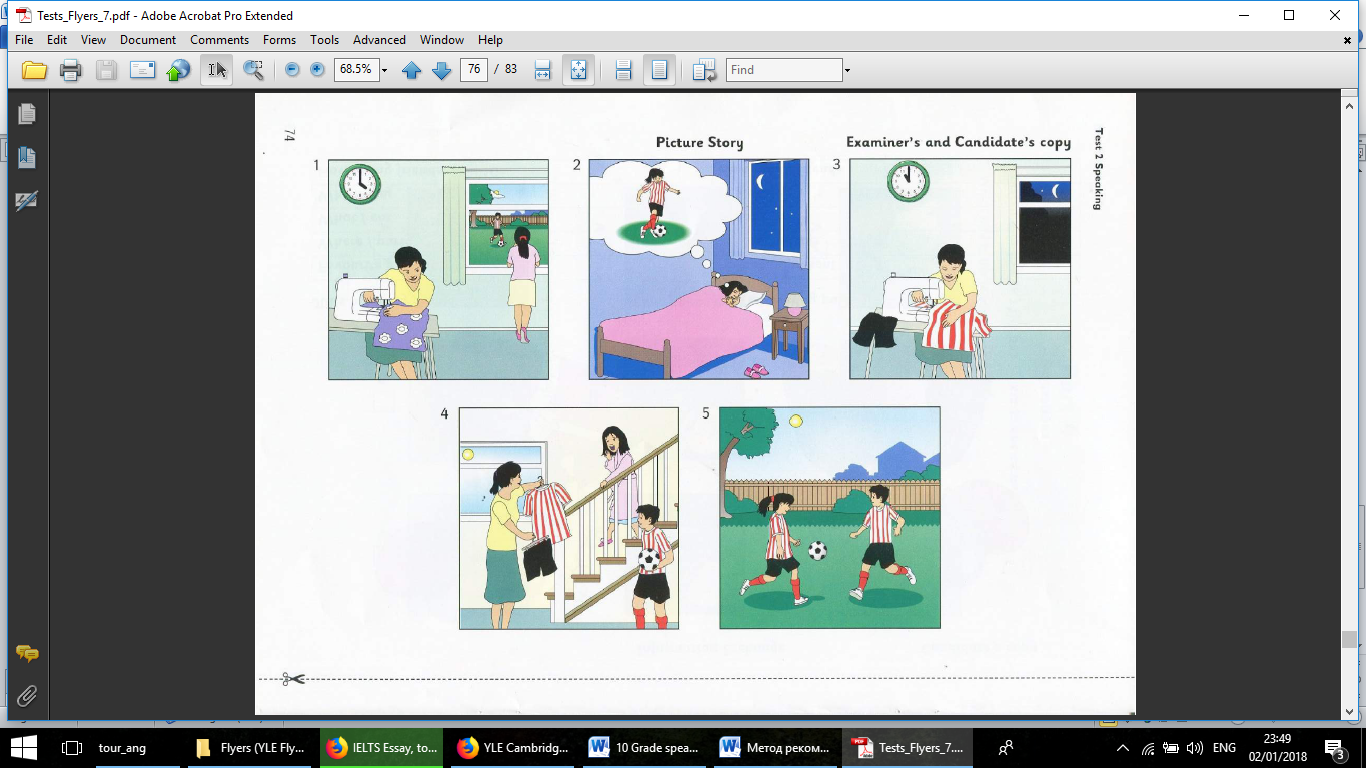 Tests_Flyers_7.pdf - Adobe Acrobat Pro Extended
File Edit View Document Comments Forms Tools Advanced Window Help
68.5% 76 / 83 Find
74
Picture Story
Examiner's and Candidate's copy
Test 2 Speaking
1
2
3
4
5
tour_ang
Flyers (YLE Fly...
IELTS Essay, to...
YLE Cambridg...
10 Grade spea...
Метод реком...
Tests_Flyers_7....
ENG
23:49
02/01/2018
3